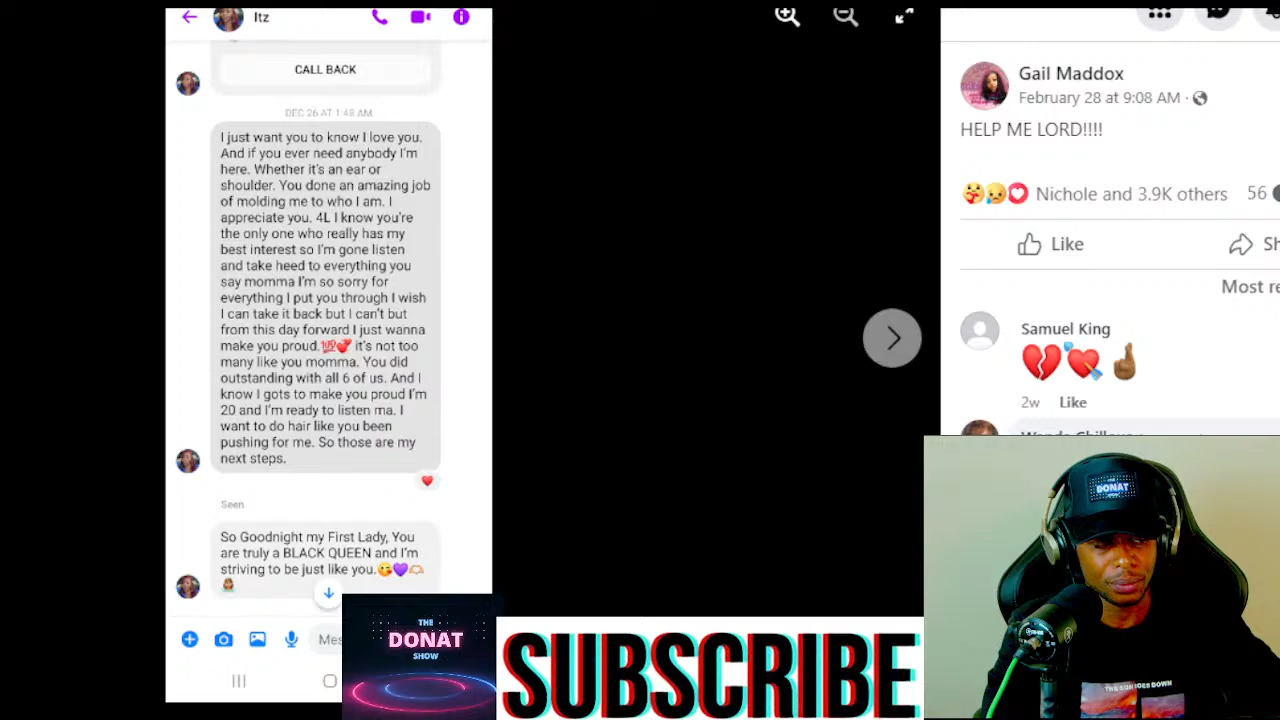 Itz
CALL BACK
DEC 26 AT 1:48 AM
I just want you to know I love you.
And if you ever need anybody I'm
here. Whether it's an ear or
shoulder. You done an amazing job
of molding me to who I am. I
appreciate you. 4L I know you're
the only one who really has my
best interest so I'm gone listen
and take heed to everything you
say momma I'm so sorry for
everything I put you through I wish
I can take it back but I can't but
from this day forward I just wanna
make you proud.💯💕 it's not too
many like you momma. You did
outstanding with all 6 of us. And I
know I gots to make you proud I'm
20 and I'm ready to listen ma. I
want to do hair like you been
pushing for me. So those are my
next steps.
Seen
So Goodnight my First Lady, You
are truly a BLACK QUEEN and I'm
striving to be just like you.😘💜🫶🏽
Mes
THE
DONAT
SHOW
SUBSCRIBE
Gail Maddox
February 28 at 9:08 AM ·
HELP ME LORD!!!!
Nichole and 3.9K others 56
Like Sh
Most re
Samuel King
💔💘🤞🏾
2w Like
THE
DONAT
SHOW
THE SUN GOES DOWN